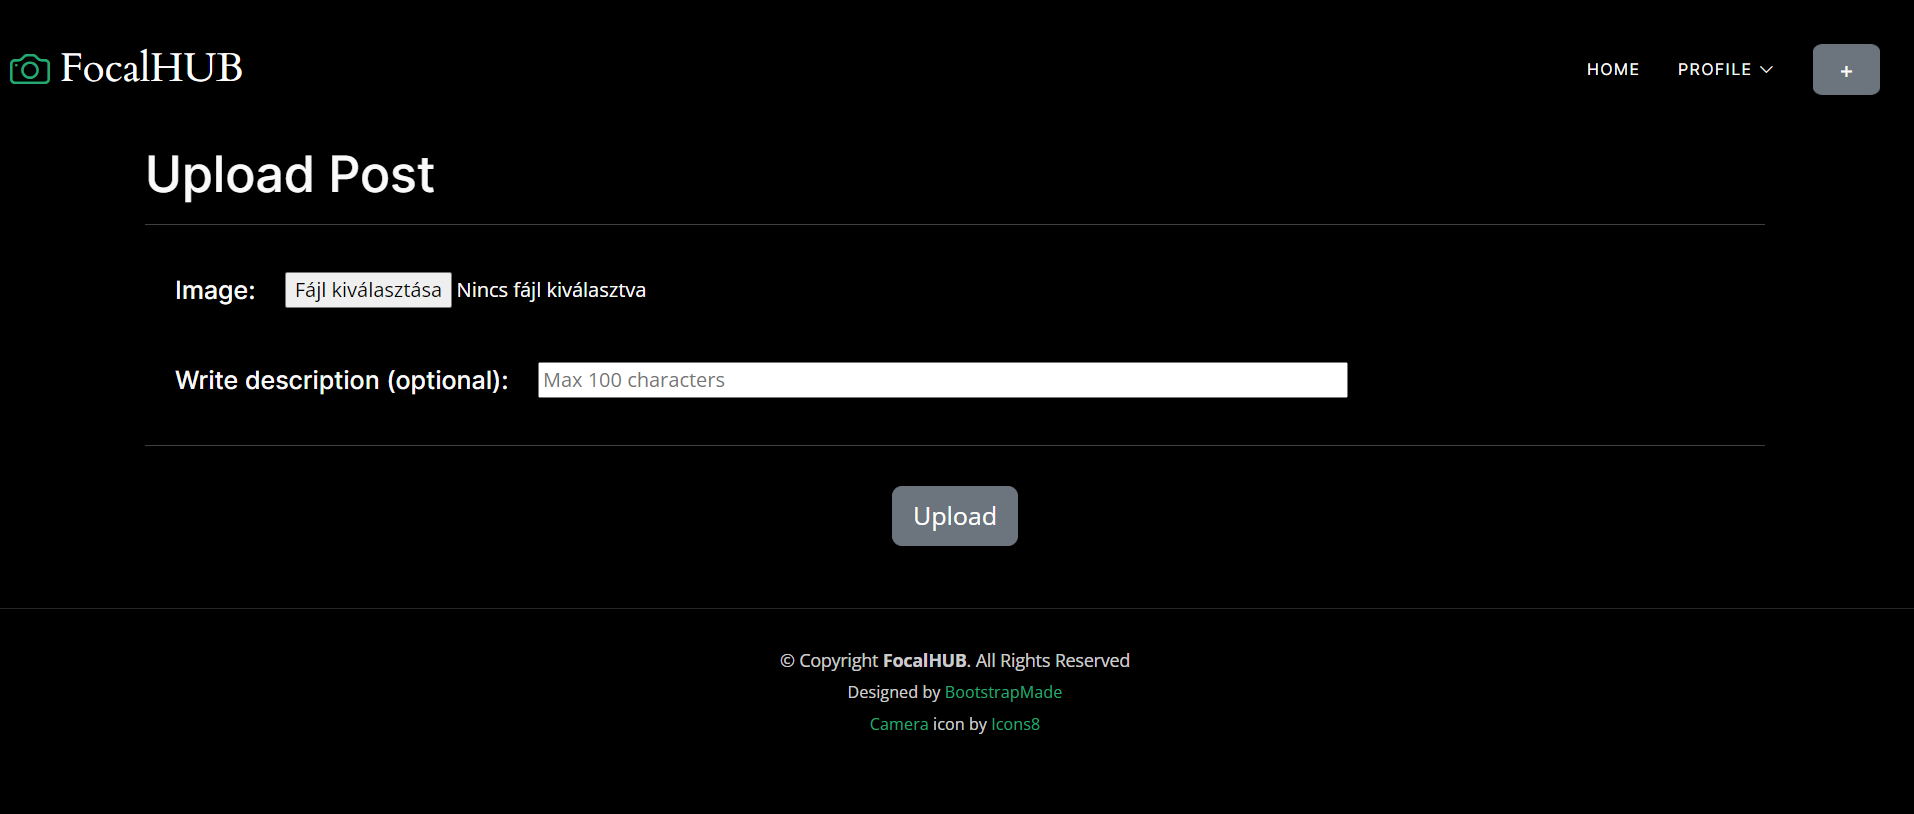 FocalHUB
HOME PROFILE +
Upload Post
Image: Fájl kiválasztása Nincs fájl kiválasztva
Write description (optional): Max 100 characters
Upload
© Copyright FocalHUB. All Rights Reserved
Designed by BootstrapMade
Camera icon by Icons8